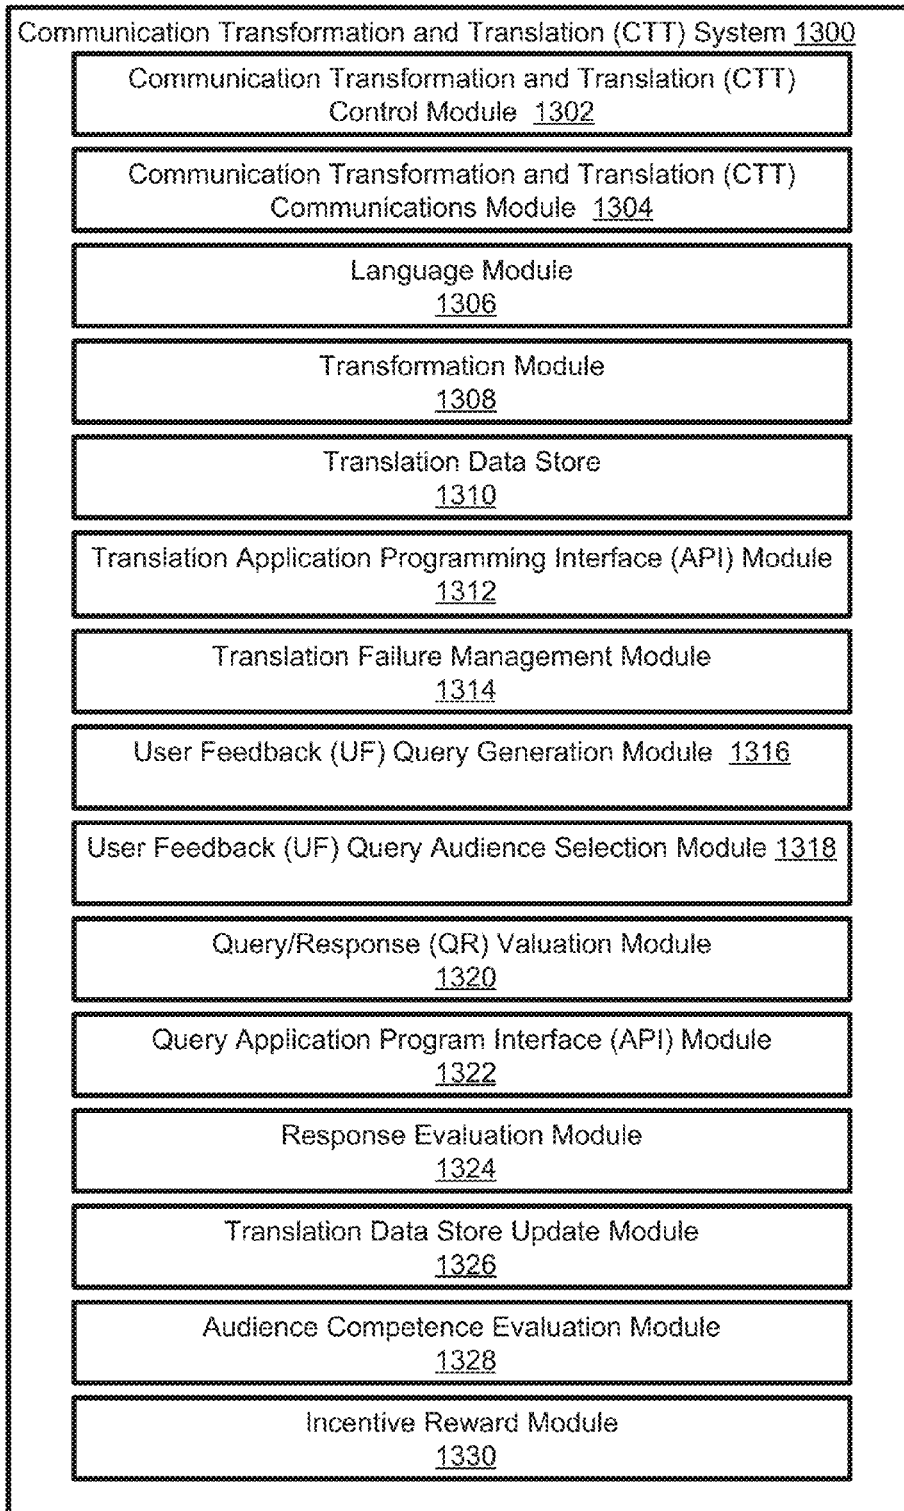 Communication Transformation and Translation (CTT) System 1300
Communication Transformation and Translation (CTT)
Control Module 1302
Communication Transformation and Translation (CTT)
Communications Module 1304
Language Module
1306
Transformation Module
1308
Translation Data Store
1310
Translation Application Programming Interface (API) Module
1312
Translation Failure Management Module
1314
User Feedback (UF) Query Generation Module 1316
User Feedback (UF) Query Audience Selection Module 1318
Query/Response (QR) Valuation Module
1320
Query Application Program Interface (API) Module
1322
Response Evaluation Module
1324
Translation Data Store Update Module
1326
Audience Competence Evaluation Module
1328
Incentive Reward Module
1330